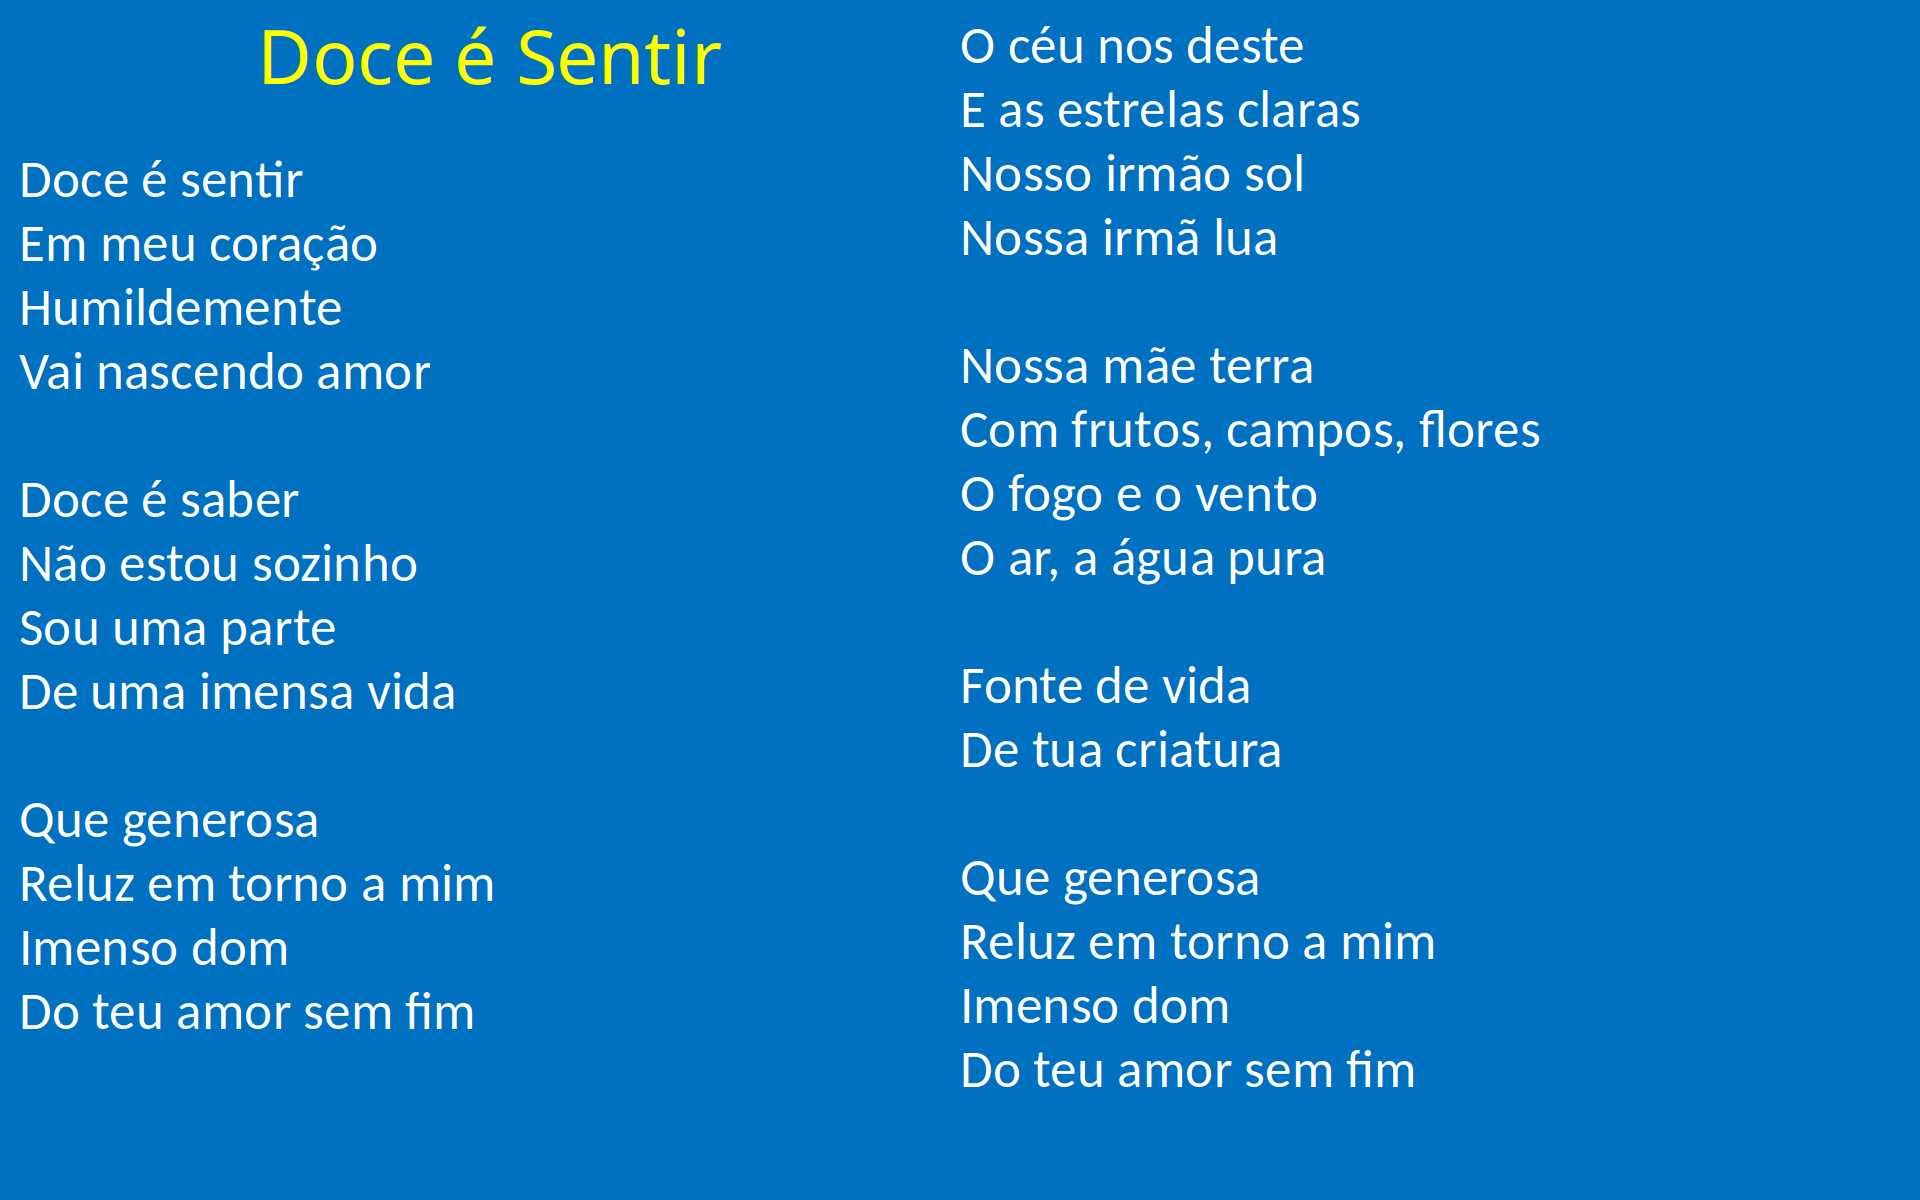 Doce é Sentir
Doce é sentir
Em meu coração
Humildemente
Vai nascendo amor
Doce é saber
Não estou sozinho
Sou uma parte
De uma imensa vida
Que generosa
Reluz em torno a mim
Imenso dom
Do teu amor sem fim
O céu nos deste
E as estrelas claras
Nosso irmão sol
Nossa irmã lua
Nossa mãe terra
Com frutos, campos, flores
O fogo e o vento
O ar, a água pura
Fonte de vida
De tua criatura
Que generosa
Reluz em torno a mim
Imenso dom
Do teu amor sem fim